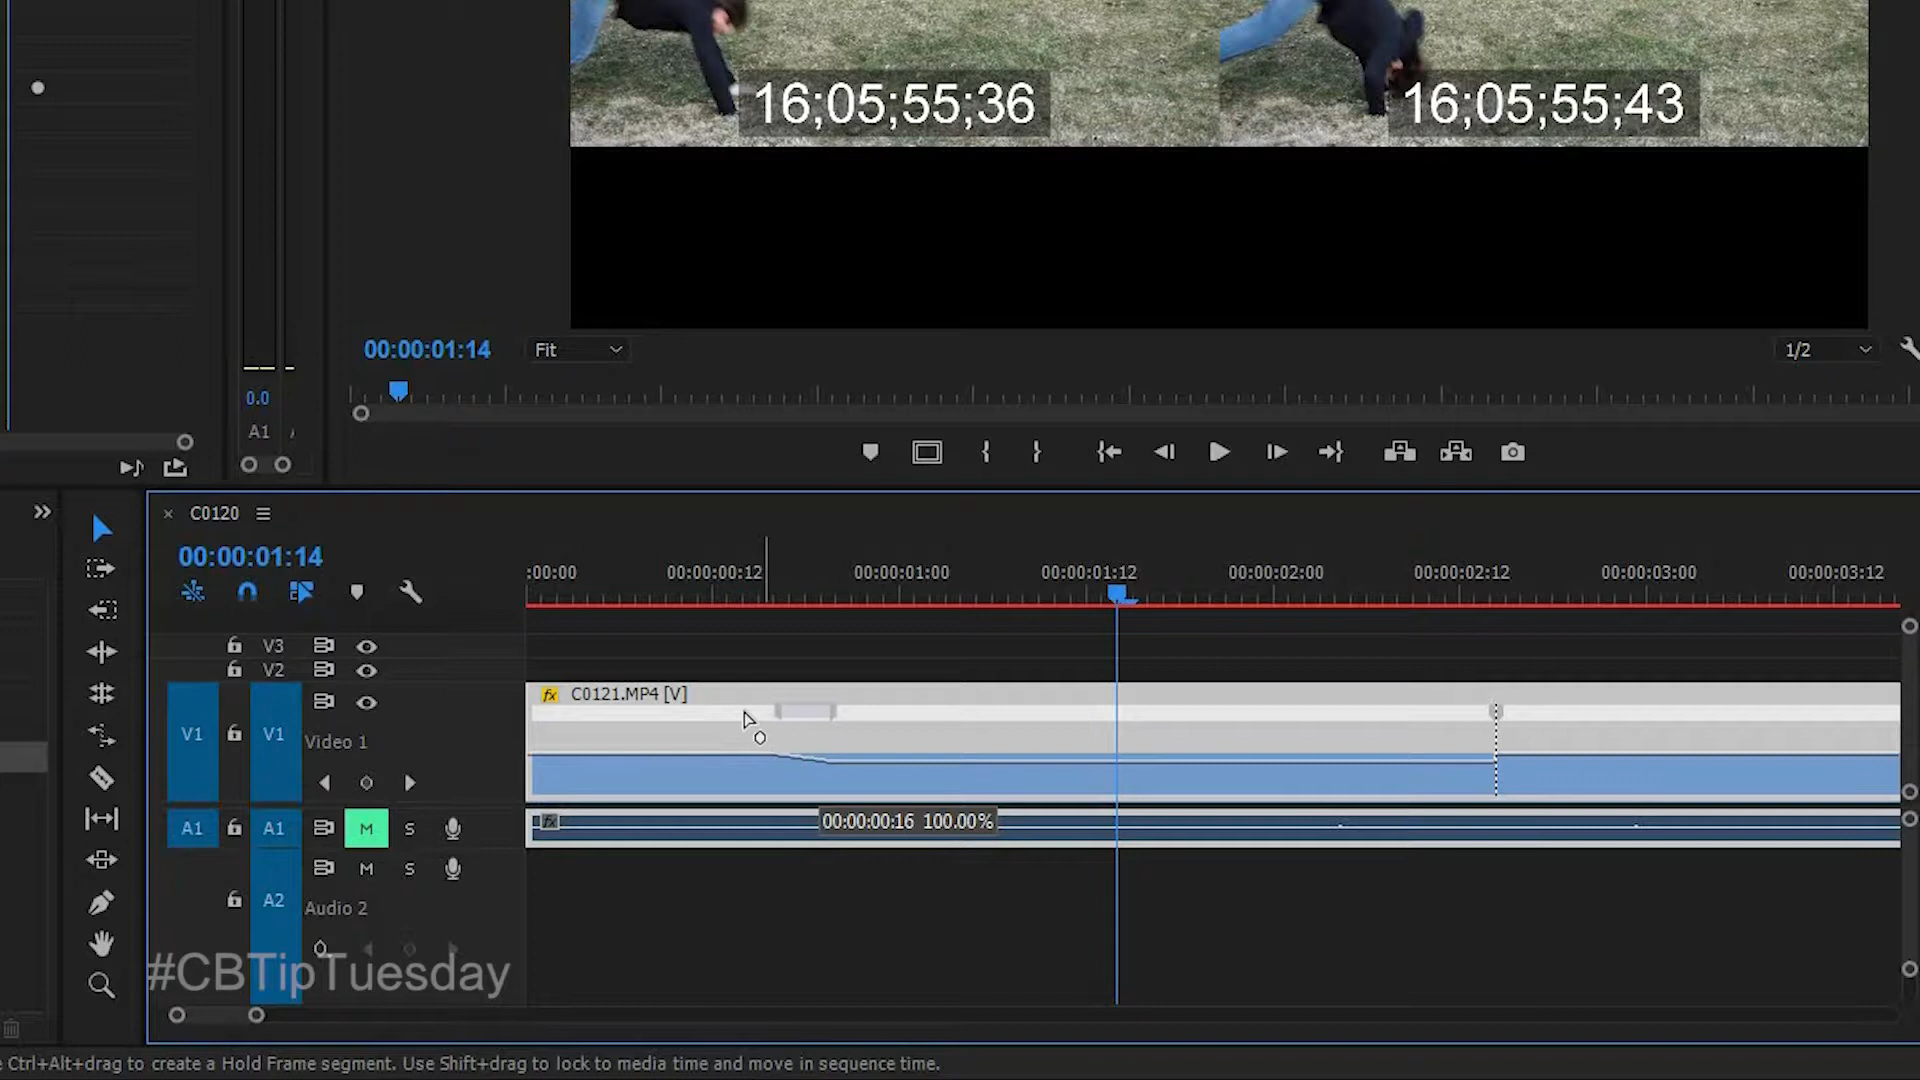 16;05;55;36
16;05;55;43
00:00:01:14
Fit
1/2
0.0
A1
C0120
00:00:01:14
:00:00
00:00:00:12
00:00:01:00
00:00:01:12
00:00:02:00
00:00:02:12
00:00:03:00
00:00:03:12
V3
V2
fx C0121.MP4 [V]
V1
V1
Video 1
A1
A1
M
S
fx
00:00:00:16 100.00%
M
S
A2
Audio 2
#CBTipTuesday
Ctrl+Alt+drag to create a Hold Frame segment. Use Shift+drag to lock to media time and move in sequence time.